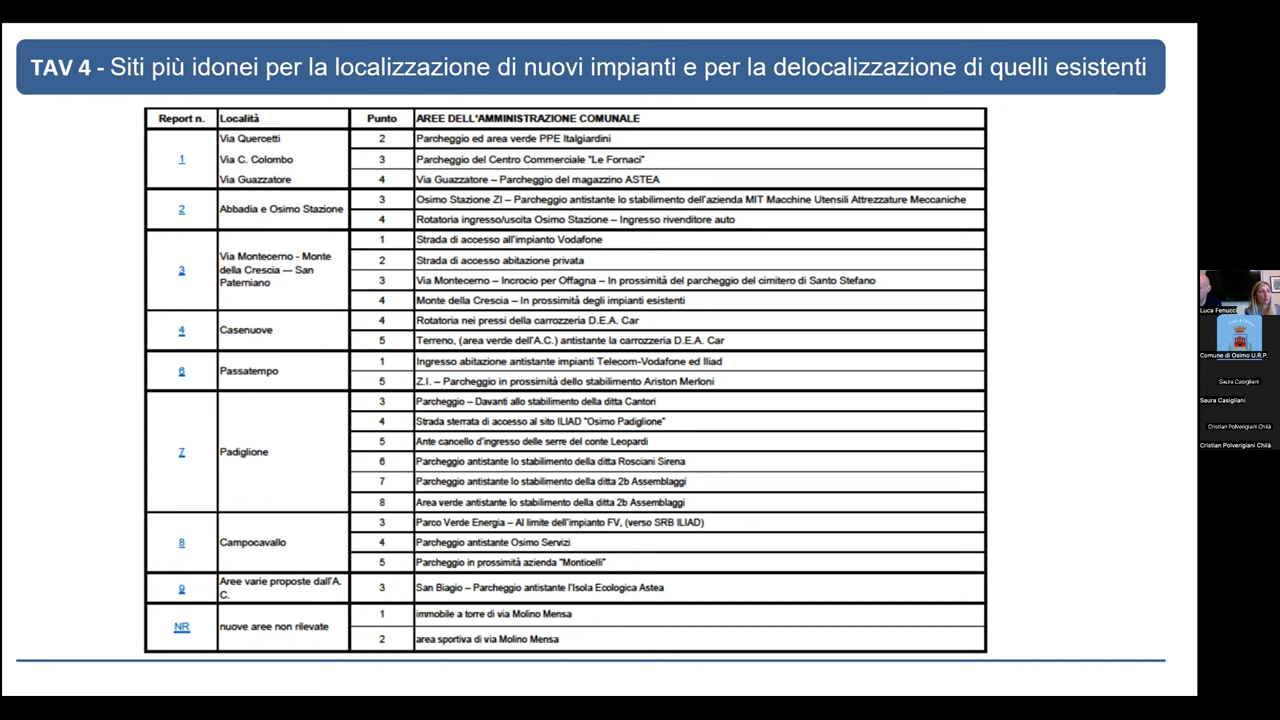 TAV 4 - Siti più idonei per la localizzazione di nuovi impianti e per la delocalizzazione di quelli esistenti
Report n. Località Punto AREE DELL'AMMINISTRAZIONE COMUNALE
1
Via Quercetti
Via C. Colombo
Via Guazzatore
2 Parcheggio ed area verde PPE Italgiardini
3 Parcheggio del Centro Commerciale "Le Fornaci"
4 Via Guazzatore – Parcheggio del magazzino ASTEA
2 Abbadia e Osimo Stazione
3 Osimo Stazione ZI – Parcheggio antistante lo stabilimento dell'azienda MIT Macchine Utensili Attrezzature Meccaniche
4 Rotatoria ingresso/uscita Osimo Stazione – Ingresso rivenditore auto
3
Via Montecerno - Monte
della Crescia — San
Paterniano
1 Strada di accesso all'impianto Vodafone
2 Strada di accesso abitazione privata
3 Via Montecerno – Incrocio per Offagna – In prossimità del parcheggio del cimitero di Santo Stefano
4 Monte della Crescia – In prossimità degli impianti esistenti
4 Casenuove
4 Rotatoria nei pressi della carrozzeria D.E.A. Car
5 Terreno, (area verde dell'A.C.) antistante la carrozzeria D.E.A. Car
6 Passatempo
1 Ingresso abitazione antistante impianti Telecom-Vodafone ed Iliad
5 Z.I. – Parcheggio in prossimità dello stabilimento Ariston Merloni
7 Padiglione
3 Parcheggio – Davanti allo stabilimento della ditta Cantori
4 Strada sterrata di accesso al sito ILIAD "Osimo Padiglione"
5 Ante cancello d'ingresso delle serre del conte Leopardi
6 Parcheggio antistante lo stabilimento della ditta Rosciani Sirena
7 Parcheggio antistante lo stabilimento della ditta 2b Assemblaggi
8 Area verde antistante lo stabilimento della ditta 2b Assemblaggi
8 Campocavallo
3 Parco Verde Energia – Al limite dell'impianto FV, (verso SRB ILIAD)
4 Parcheggio antistante Osimo Servizi
5 Parcheggio in prossimità azienda "Monticelli"
9
Aree varie proposte dall'A.
C.
3 San Biagio – Parcheggio antistante l'Isola Ecologica Astea
NR nuove aree non rilevate
1 immobile a torre di via Molino Mensa
2 area sportiva di via Molino Mensa
Luca Fenucci
Comune di Osimo U.R.P.
Saura Casigliani
Saura Casigliani
Cristian Polverigiani Chilà
Cristian Polverigiani Chilà